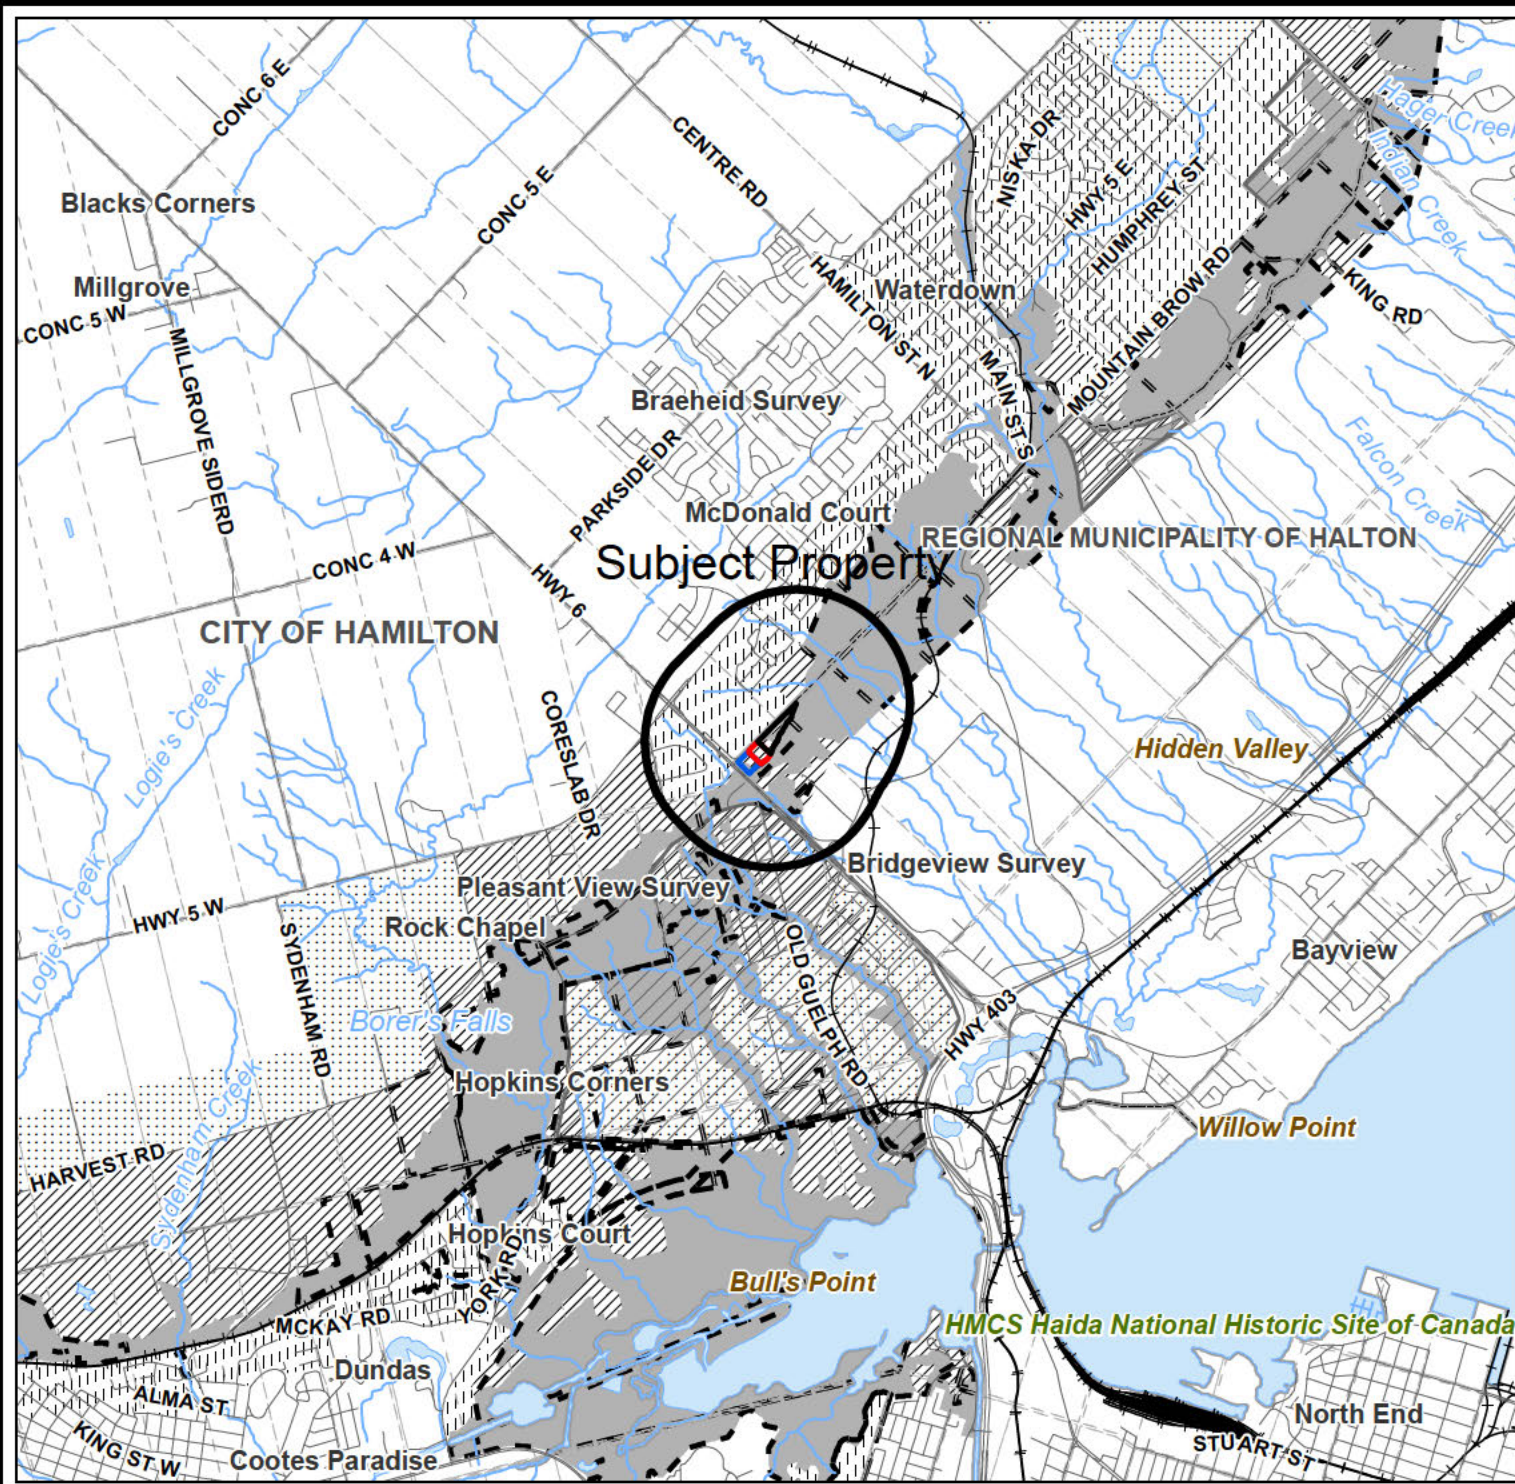 CONC 6 E
CENTRE RD
NISKA DR
Hager Creek
Indian Creek
HWY 5 E
HUMPHREY ST
CONC 5 E
Blacks Corners
Millgrove
CONC 5 W
HAMILTON ST N
Waterdown
MOUNTAIN BROW RD
KING RD
MILLGROVE SIDERD
MAIN ST S
Braeheid Survey
PARKSIDE DR
Falcon Creek
McDonald Court
REGIONAL MUNICIPALITY OF HALTON
CONC 4 W
Subject Property
HWY 6
CITY OF HAMILTON
Logie's Creek
CORESLAB DR
Hidden Valley
Logie's Creek
Bridgeview Survey
Pleasant View Survey
HWY 5 W
Rock Chapel
SYDENHAM RD
OLD GUELPH RD
Bayview
Borer's Falls
HWY 403
Hopkins Corners
Sydenham Creek
Willow Point
HARVEST RD
Hopkins Court
YORK RD
Bull's Point
MCKAY RD
HMCS Haida National Historic Site of Canada
Dundas
ALMA ST
North End
KING ST W
Cootes Paradise
STUART ST